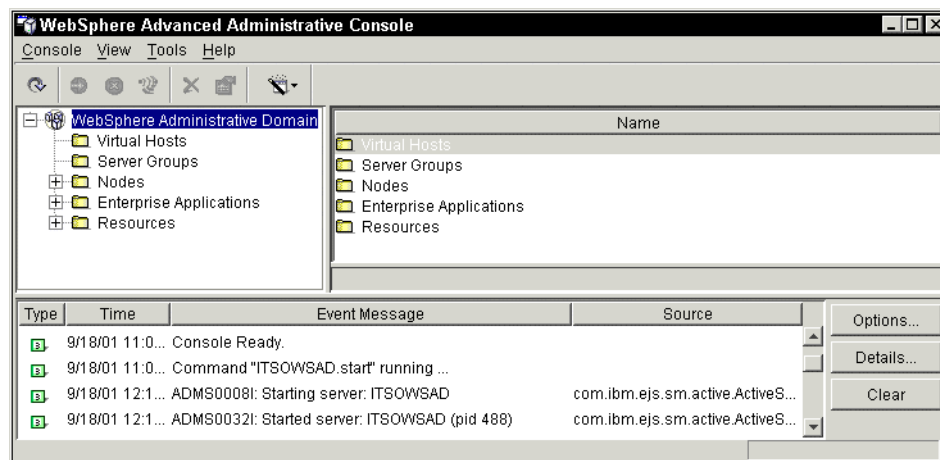 WebSphere Advanced Administrative Console
Console View Tools Help
WebSphere Administrative Domain
Virtual Hosts
Server Groups
Nodes
Enterprise Applications
Resources
Name
Virtual Hosts
Server Groups
Nodes
Enterprise Applications
Resources
Type Time Event Message Source
9/18/01 11:0... Console Ready.
9/18/01 11:0... Command "ITSOWSAD.start" running ...
9/18/01 12:1... ADMS0008I: Starting server: ITSOWSAD com.ibm.ejs.sm.active.ActiveS...
9/18/01 12:1... ADMS0032I: Started server: ITSOWSAD (pid 488) com.ibm.ejs.sm.active.ActiveS...
Options...
Details...
Clear